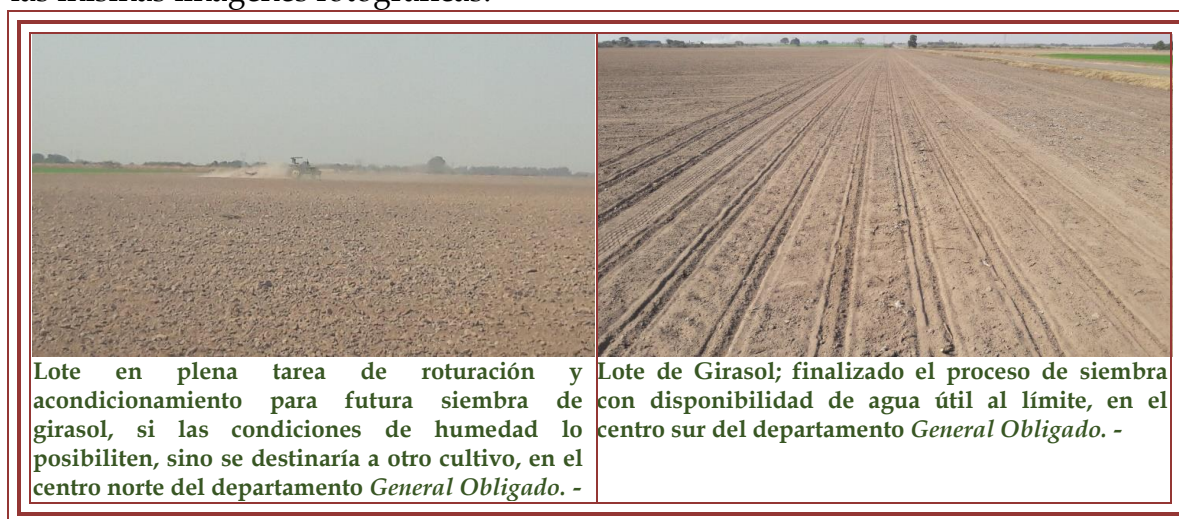 las mismas imágenes fotográficas.
Lote en plena tarea de roturación y
acondicionamiento para futura siembra de
girasol, si las condiciones de humedad lo
posibiliten, sino se destinaría a otro cultivo, en el
centro norte del departamento General Obligado. -
Lote de Girasol; finalizado el proceso de siembra
con disponibilidad de agua útil al límite, en el
centro sur del departamento General Obligado. -